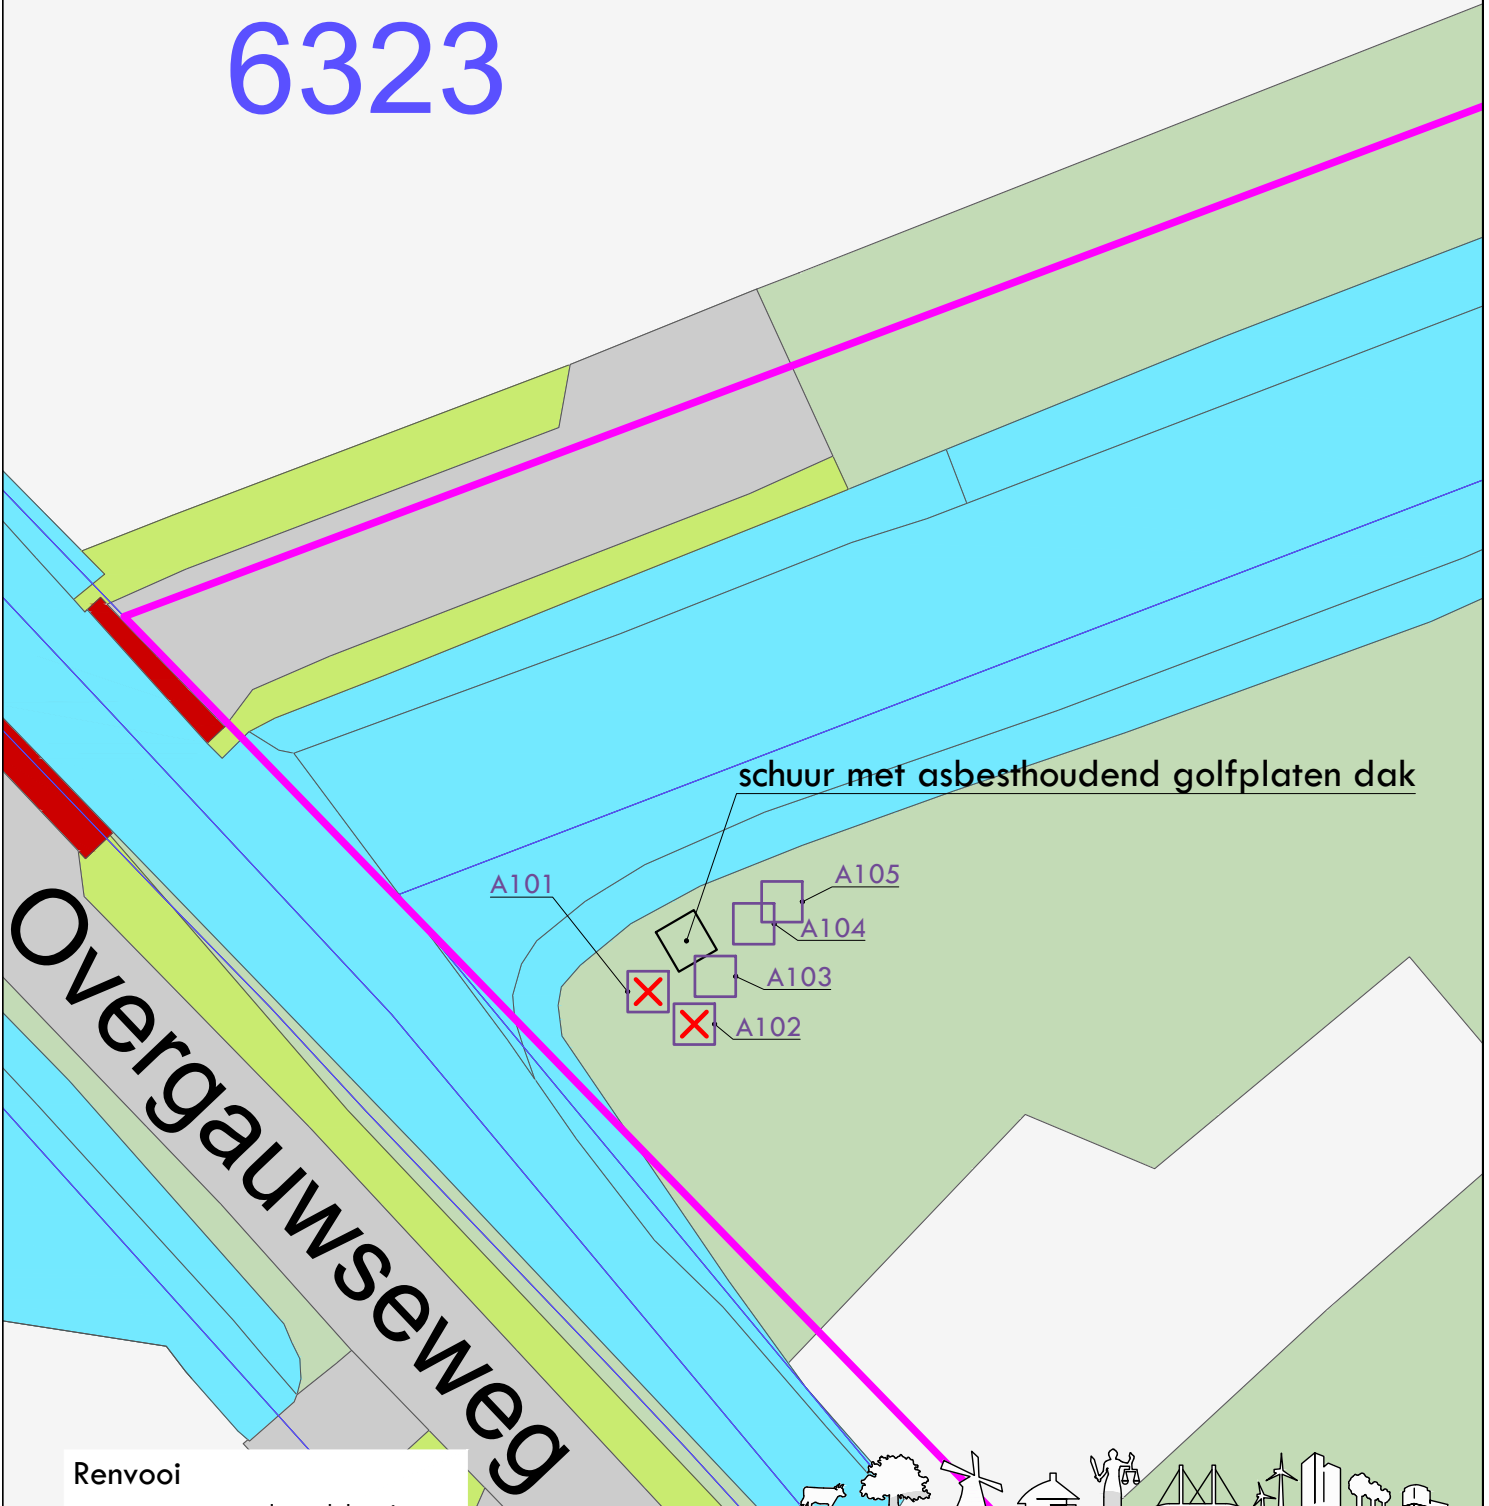 6323
schuur met asbesthoudend golfplaten dak
A105
A101
A104
A103
A102
Overgauwseweg
Renvooi